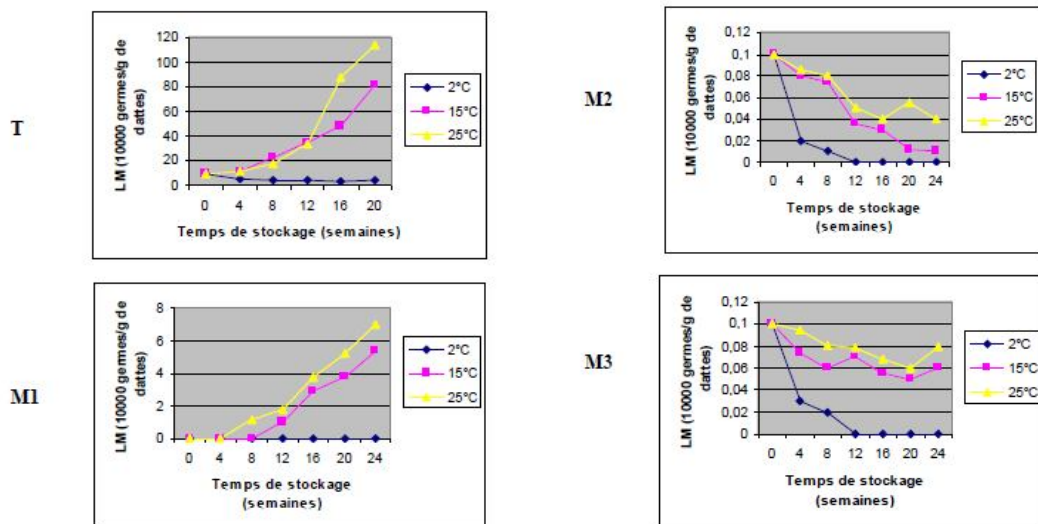 T
LM (10000 germes/g de
dattes)
120
100
80
60
40
20
0
0 4 8 12 16 20
Temps de stockage (semaines)
2°C
15°C
25°C
M2
LM (10000 germes/g de
dattes)
0,12
0,1
0,08
0,06
0,04
0,02
0
0 4 8 12 16 20 24
Temps de stockage
(semaines)
2°C
15°C
25°C
M1
LM (10000 germes/g de
dattes)
8
6
4
2
0
0 4 8 12 16 20 24
Temps de stockage
(semaines)
2°C
15°C
25°C
M3
LM (10000 germes/g de
dattes)
0,12
0,1
0,08
0,06
0,04
0,02
0
0 4 8 12 16 20 24
Temps de stockage
(semaines)
2°C
15°C
25°C